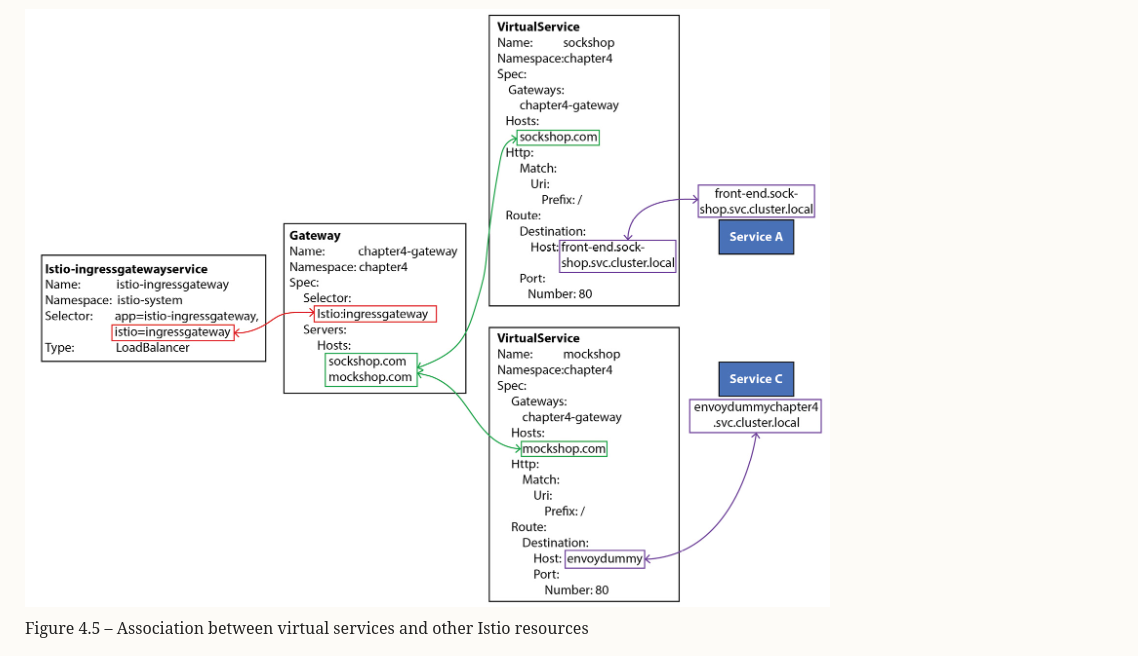 Istio-ingressgatewayservice
Name: istio-ingressgateway
Namespace: istio-system
Selector: app=istio-ingressgateway,
istio=ingressgateway
Type: LoadBalancer
Gateway
Name: chapter4-gateway
Namespace: chapter4
Spec:
Selector:
Istio:ingressgateway
Servers:
Hosts:
sockshop.com
mockshop.com
VirtualService
Name: sockshop
Namespace:chapter4
Spec:
Gateways:
chapter4-gateway
Hosts:
sockshop.com
Http:
Match:
Uri:
Prefix: /
Route:
Destination:
Host: front-end.sock-
shop.svc.cluster.local
Port:
Number: 80
front-end.sock-
shop.svc.cluster.local
Service A
VirtualService
Name: mockshop
Namespace:chapter4
Spec:
Gateways:
chapter4-gateway
Hosts:
mockshop.com
Http:
Match:
Uri:
Prefix: /
Route:
Destination:
Host: envoydummy
Port:
Number: 80
Service C
envoydummychapter4
.svc.cluster.local
Figure 4.5 – Association between virtual services and other Istio resources